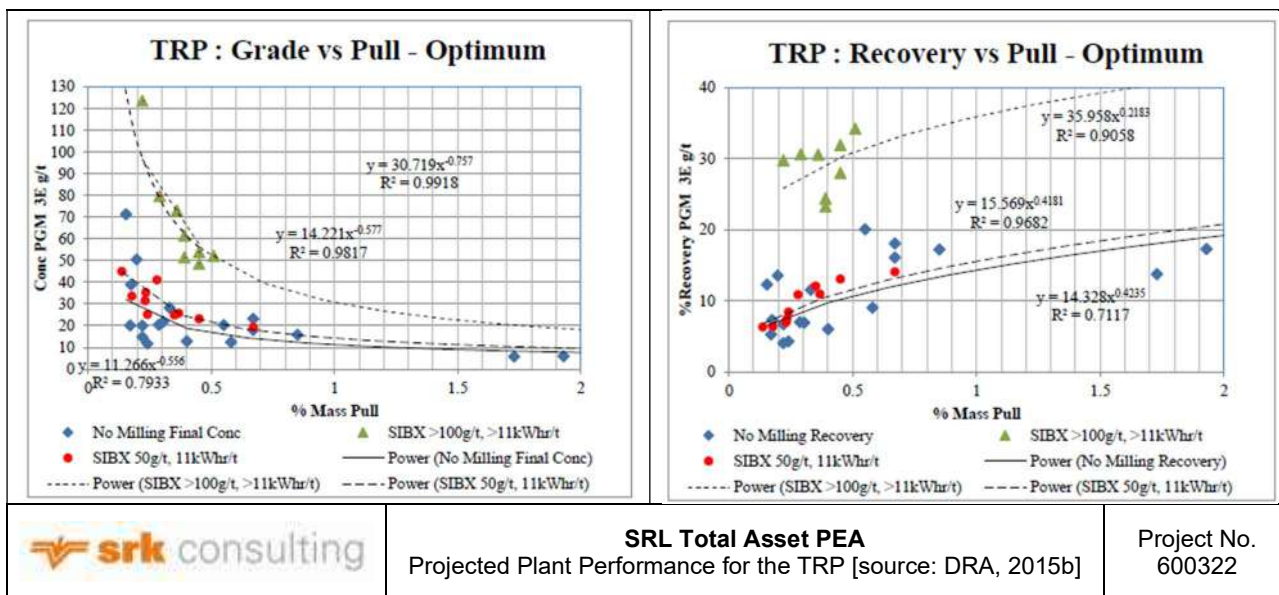 TRP : Grade vs Pull - Optimum
Conc PGM 3E g/t
130
120
110
100
90
80
70
60
50
40
30
20
10
0
y = 30.719x^-0.757
R² = 0.9918
y = 14.221x^-0.577
R² = 0.9817
y = 11.266x^-0.556
R² = 0.7933
0 0.5 1 1.5 2
% Mass Pull
No Milling Final Conc
SIBX >100g/t, >11kWhr/t
SIBX 50g/t, 11kWhr/t
Power (No Milling Final Conc)
Power (SIBX >100g/t, >11kWhr/t)
Power (SIBX 50g/t, 11kWhr/t)
TRP : Recovery vs Pull - Optimum
%Recovery PGM 3E g/t
40
30
20
10
0
y = 35.958x^0.2183
R² = 0.9058
y = 15.569x^0.4181
R² = 0.9682
y = 14.328x^0.4235
R² = 0.7117
0 0.5 1 1.5 2
% Mass Pull
No Milling Recovery
SIBX >100g/t, >11kWhr/t
SIBX 50g/t, 11kWhr/t
Power (No Milling Recovery)
Power (SIBX >100g/t, >11kWhr/t)
Power (SIBX 50g/t, 11kWhr/t)
srk consulting
SRL Total Asset PEA
Projected Plant Performance for the TRP [source: DRA, 2015b]
Project No.
600322